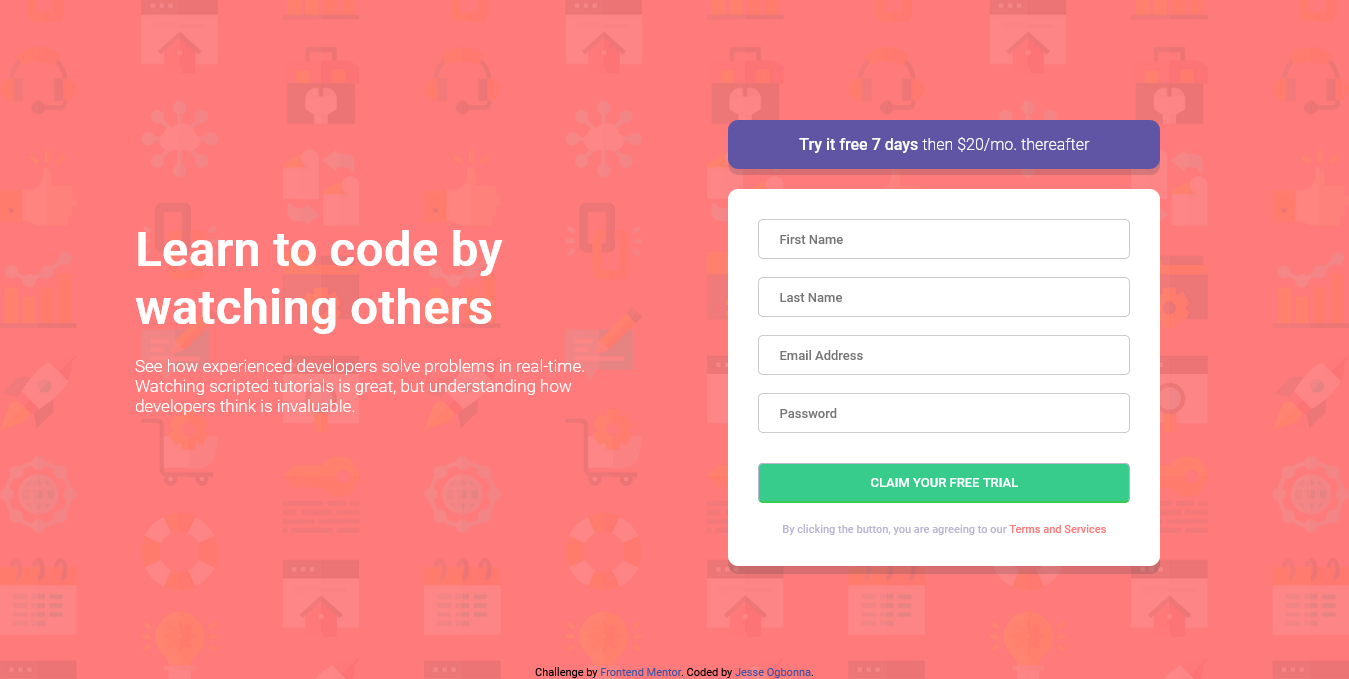 Learn to code by
watching others
See how experienced developers solve problems in real-time.
Watching scripted tutorials is great, but understanding how
developers think is invaluable.
Try it free 7 days then $20/mo. thereafter
First Name
Last Name
Email Address
Password
CLAIM YOUR FREE TRIAL
By clicking the button, you are agreeing to our Terms and Services
Challenge by Frontend Mentor. Coded by Jesse Ogbonna.